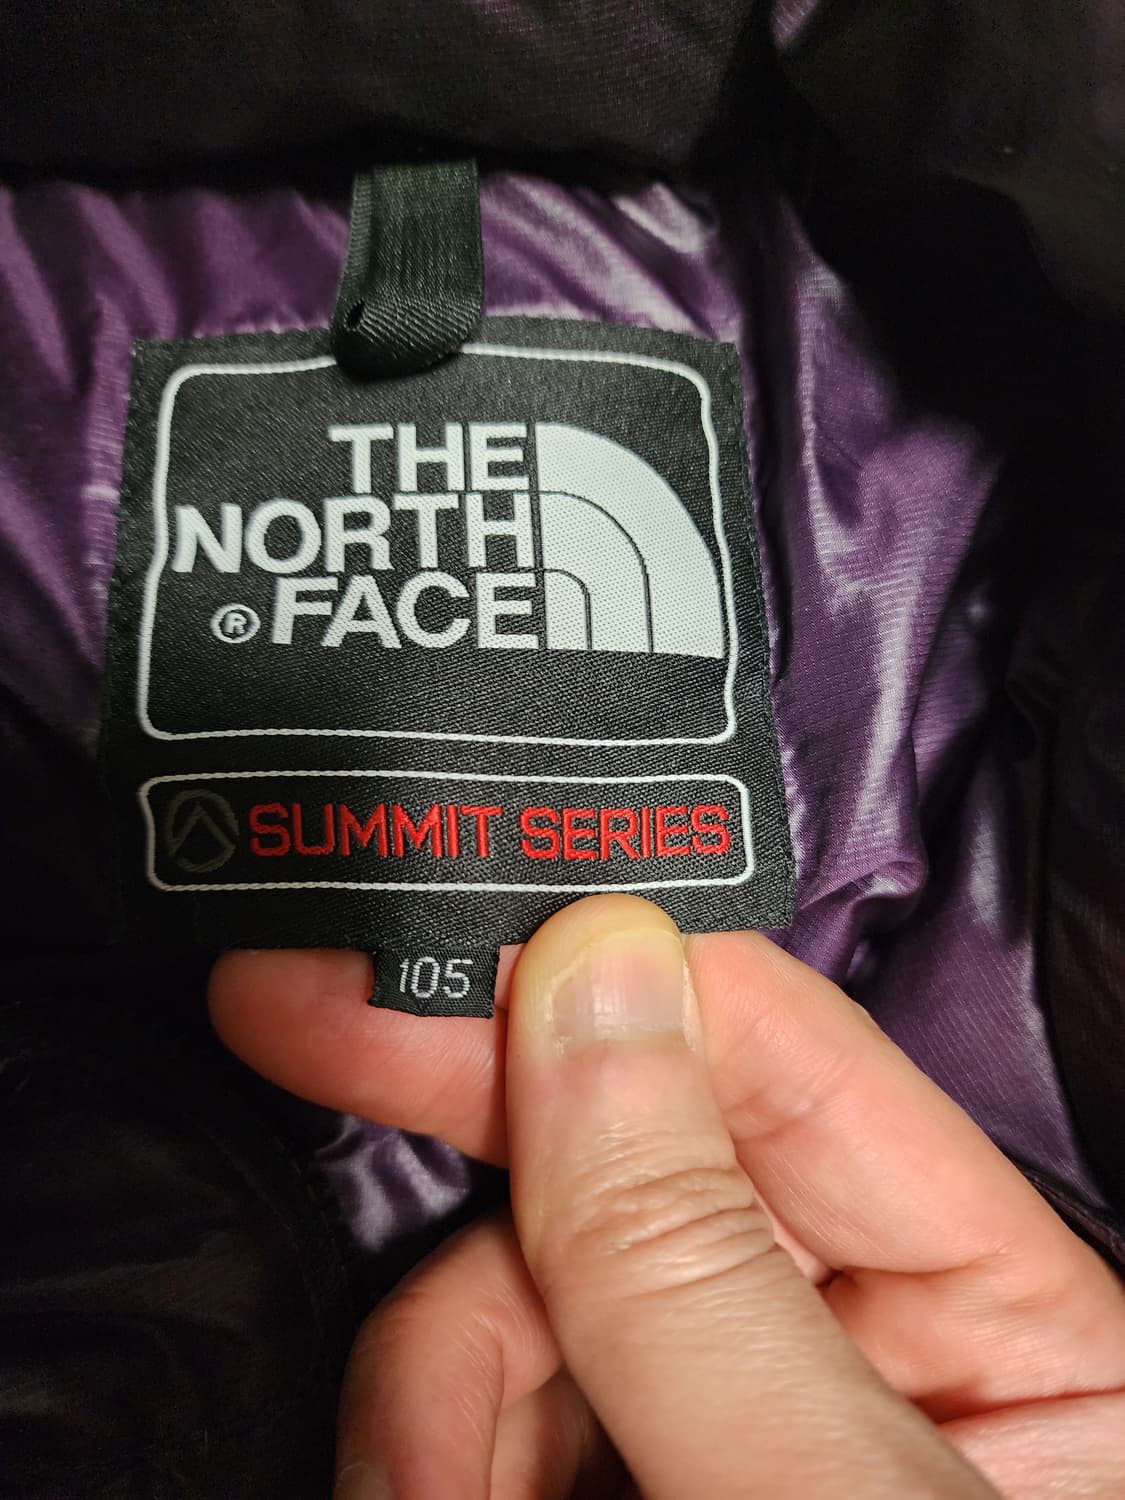 THE
NORTH
® FACE
SUMMIT SERIES
105